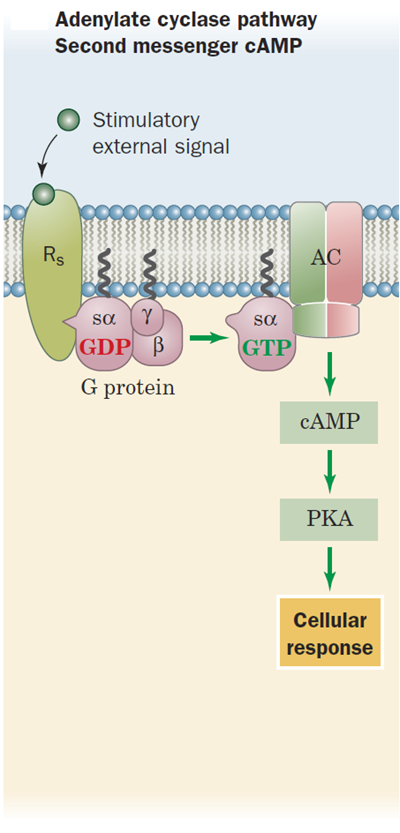 Adenylate cyclase pathway
Second messenger cAMP
Stimulatory
external signal
Rs
AC
sα
γ
sα
GDP
β
GTP
G protein
cAMP
PKA
Cellular
response